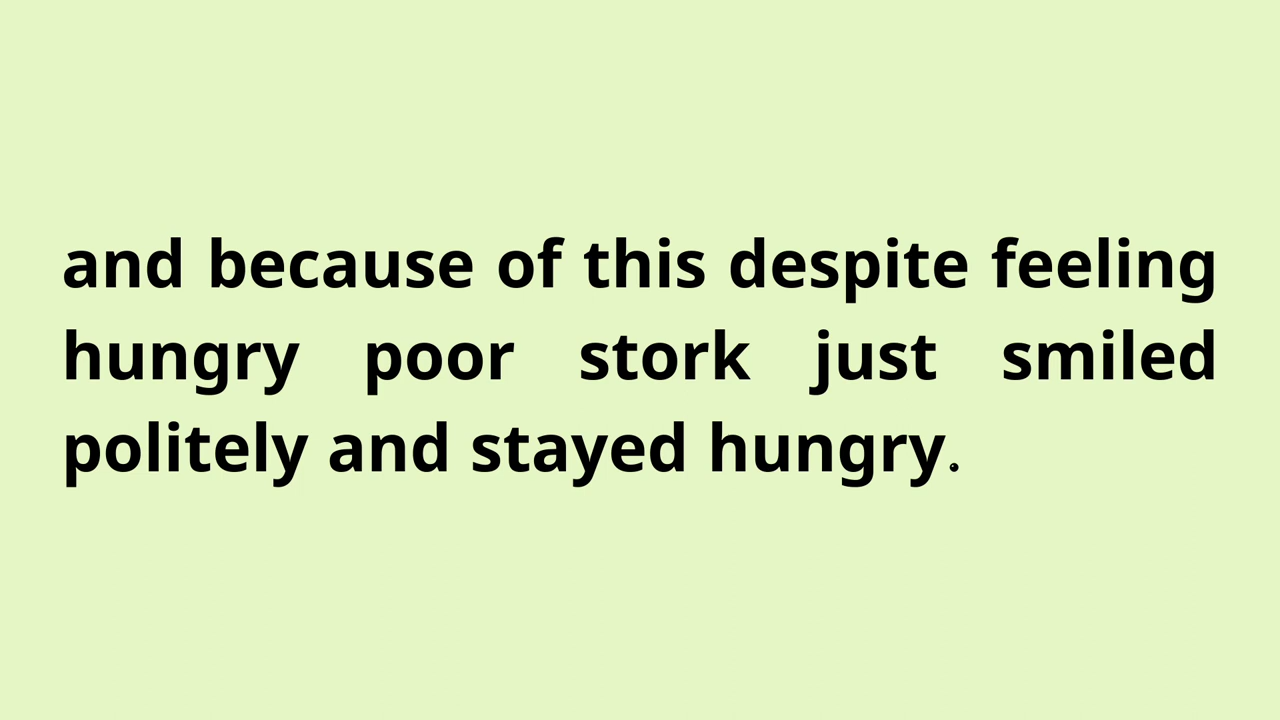 and because of this despite feeling
hungry poor stork just smiled
politely and stayed hungry.